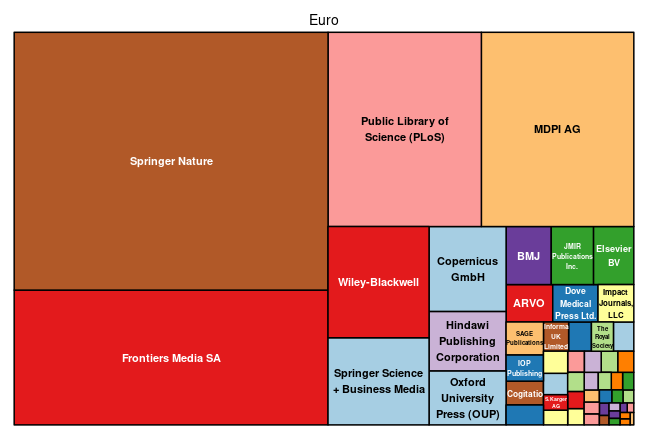 Euro
Springer Nature
Frontiers Media SA
Public Library of
Science (PLoS)
MDPI AG
Wiley-Blackwell
Springer Science
+ Business Media
Copernicus
GmbH
Hindawi
Publishing
Corporation
Oxford
University
Press (OUP)
BMJ
JMIR
Publications
Inc.
Elsevier
BV
ARVO
Dove
Medical
Press Ltd.
Impact
Journals,
LLC
SAGE
Publications
IOP
Publishing
Cogitatio
Informa
UK
Limited
The
Royal
Society
S.Karger
AG